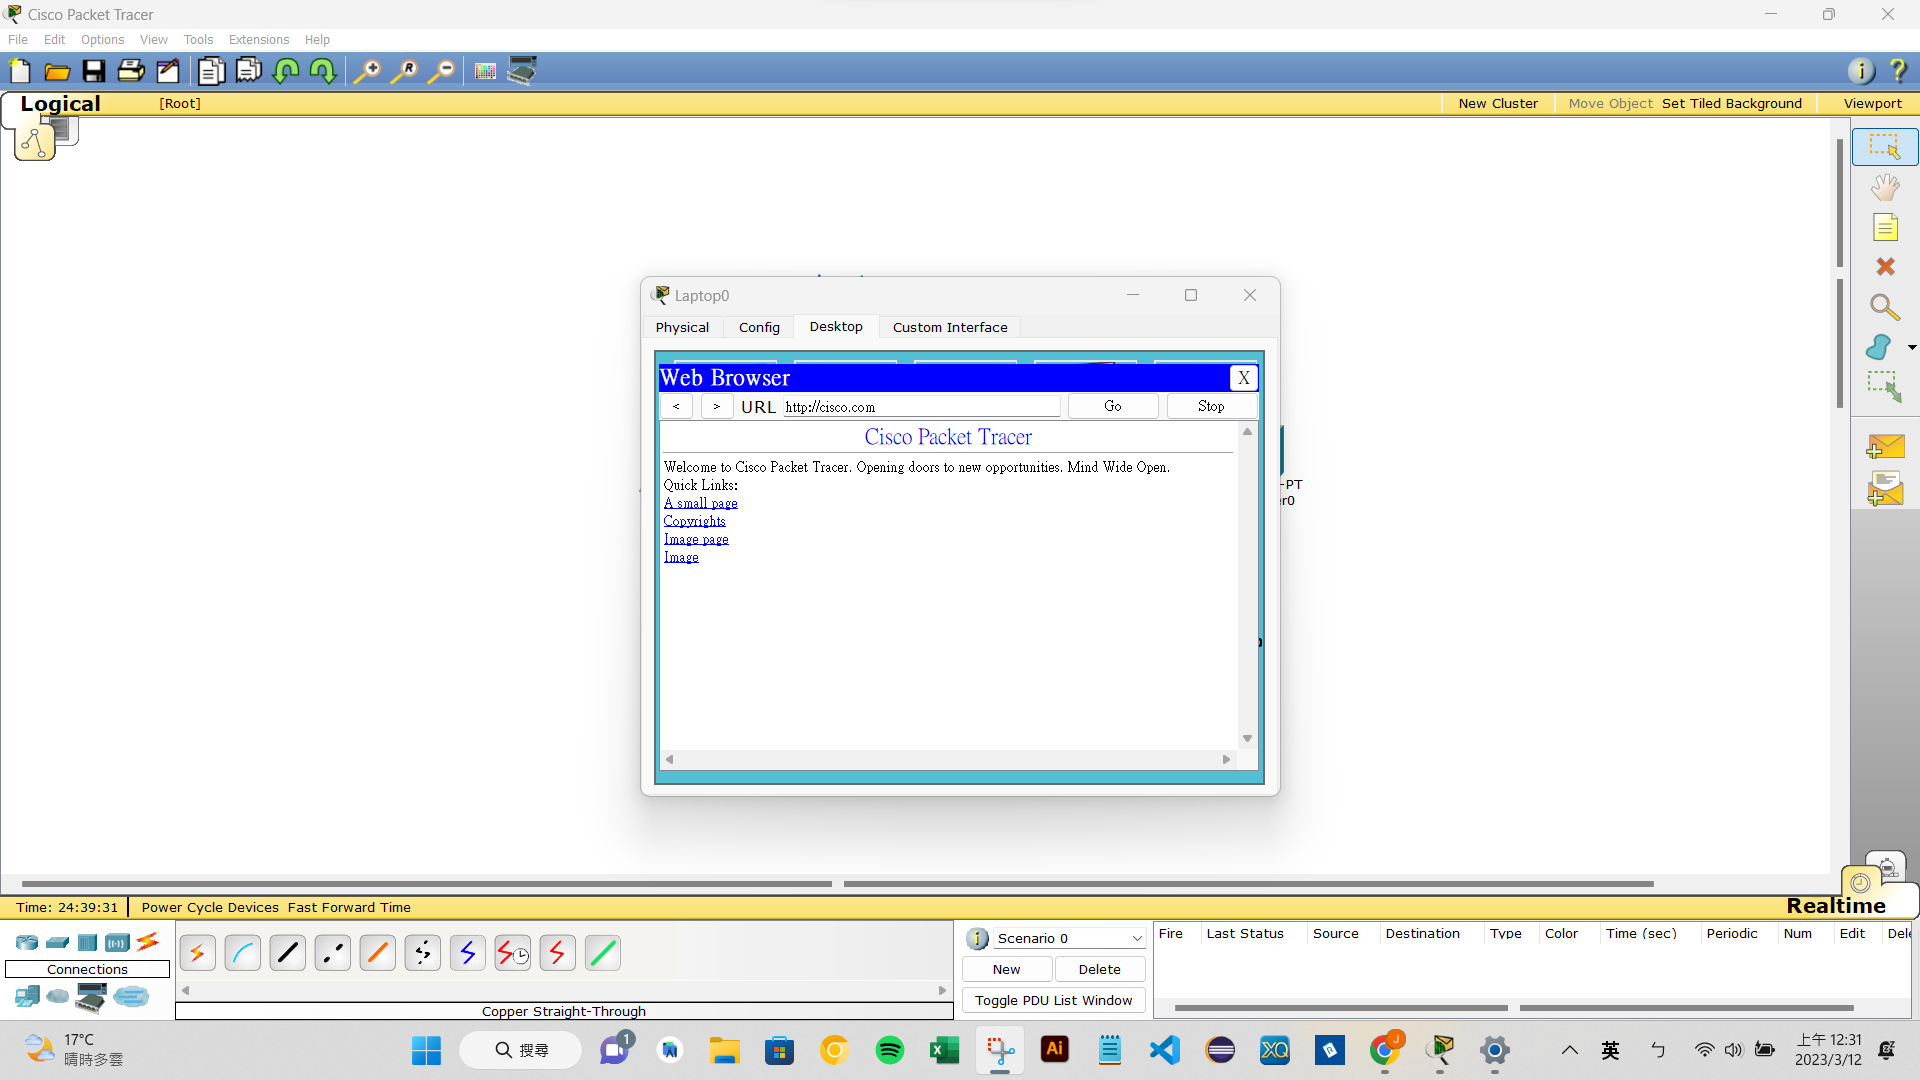 Cisco Packet Tracer
File Edit Options View Tools Extensions Help
Logical [Root] New Cluster Move Object Set Tiled Background Viewport
Laptop0
Physical Config Desktop Custom Interface
Web Browser X
< > URL http://cisco.com Go Stop
Cisco Packet Tracer
Welcome to Cisco Packet Tracer. Opening doors to new opportunities. Mind Wide Open.
Quick Links:
A small page
Copyrights
Image page
Image
-PT
er0
Time: 24:39:31 Power Cycle Devices Fast Forward Time Realtime
Connections
Copper Straight-Through
Scenario 0
New Delete
Toggle PDU List Window
Fire Last Status Source Destination Type Color Time (sec) Periodic Num Edit Dele
17°C
晴時多雲
搜尋
1
Ai
XQ
J
英
ㄅ
上午 12:31
2023/3/12